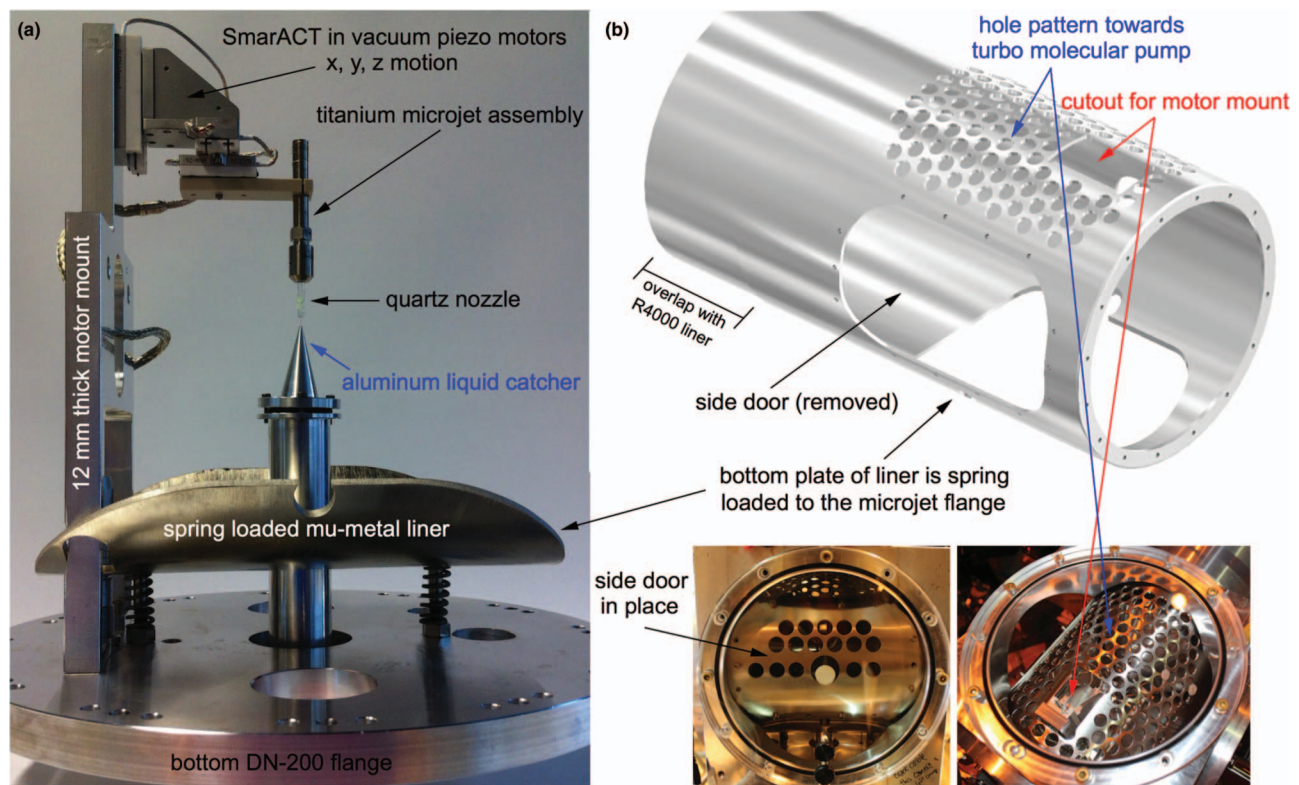 (a)
SmarACT in vacuum piezo motors
x, y, z motion
titanium microjet assembly
quartz nozzle
aluminum liquid catcher
12 mm thick motor mount
spring loaded mu-metal liner
bottom DN-200 flange
(b)
hole pattern towards
turbo molecular pump
cutout for motor mount
overlap with
R4000 liner
side door (removed)
bottom plate of liner is spring
loaded to the microjet flange
side door
in place